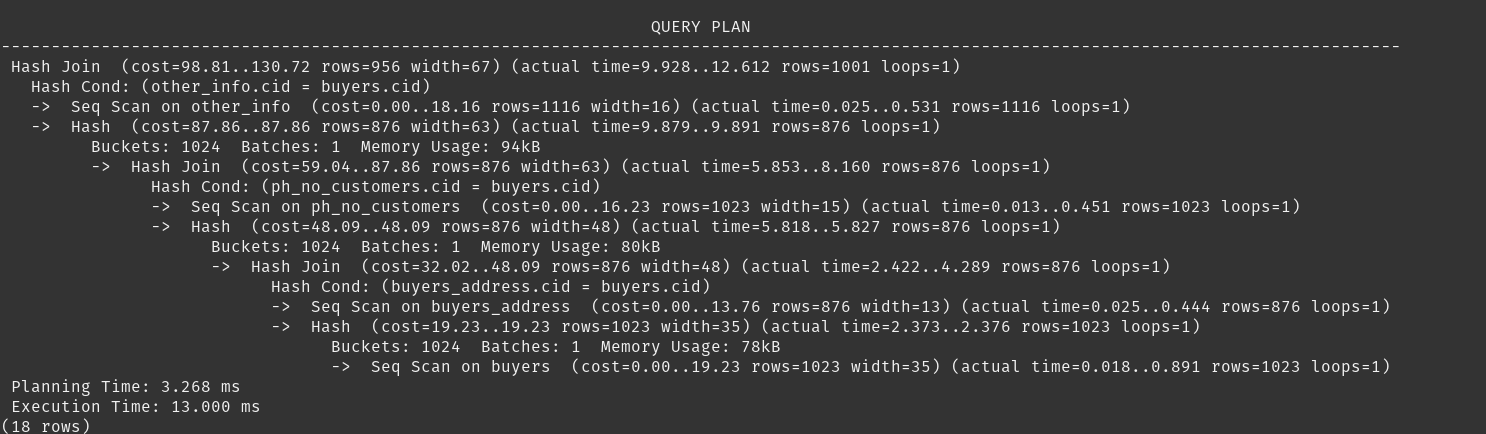 QUERY PLAN
--------------------------------------------------------------------------------------------------------------------------------------------
Hash Join  (cost=98.81..130.72 rows=956 width=67) (actual time=9.928..12.612 rows=1001 loops=1)
  Hash Cond: (other_info.cid = buyers.cid)
  ->  Seq Scan on other_info  (cost=0.00..18.16 rows=1116 width=16) (actual time=0.025..0.531 rows=1116 loops=1)
  ->  Hash  (cost=87.86..87.86 rows=876 width=63) (actual time=9.879..9.891 rows=876 loops=1)
        Buckets: 1024  Batches: 1  Memory Usage: 94kB
        ->  Hash Join  (cost=59.04..87.86 rows=876 width=63) (actual time=5.853..8.160 rows=876 loops=1)
              Hash Cond: (ph_no_customers.cid = buyers.cid)
              ->  Seq Scan on ph_no_customers  (cost=0.00..16.23 rows=1023 width=15) (actual time=0.013..0.451 rows=1023 loops=1)
              ->  Hash  (cost=48.09..48.09 rows=876 width=48) (actual time=5.818..5.827 rows=876 loops=1)
                    Buckets: 1024  Batches: 1  Memory Usage: 80kB
                    ->  Hash Join  (cost=32.02..48.09 rows=876 width=48) (actual time=2.422..4.289 rows=876 loops=1)
                          Hash Cond: (buyers_address.cid = buyers.cid)
                          ->  Seq Scan on buyers_address  (cost=0.00..13.76 rows=876 width=13) (actual time=0.025..0.444 rows=876 loops=1)
                          ->  Hash  (cost=19.23..19.23 rows=1023 width=35) (actual time=2.373..2.376 rows=1023 loops=1)
                                Buckets: 1024  Batches: 1  Memory Usage: 78kB
                                ->  Seq Scan on buyers  (cost=0.00..19.23 rows=1023 width=35) (actual time=0.018..0.891 rows=1023 loops=1)
Planning Time: 3.268 ms
Execution Time: 13.000 ms
(18 rows)